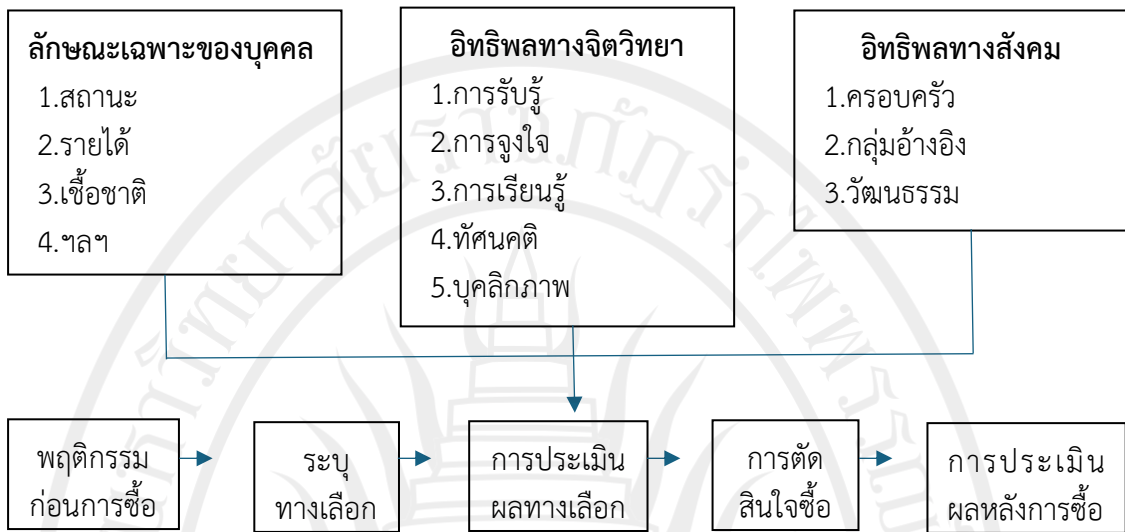 ลักษณะเฉพาะของบุคคล
1.สถานะ
2.รายได้
3.เชื้อชาติ
4.ฯลฯ
อิทธิพลทางจิตวิทยา
1.การรับรู้
2.การจูงใจ
3.การเรียนรู้
4.ทัศนคติ
5.บุคลิกภาพ
อิทธิพลทางสังคม
1.ครอบครัว
2.กลุ่มอ้างอิง
3.วัฒนธรรม
พฤติกรรม
ก่อนการซื้อ
ระบุ
ทางเลือก
การประเมิน
ผลทางเลือก
การตัด
สินใจซื้อ
การประเมิน
ผลหลังการซื้อ